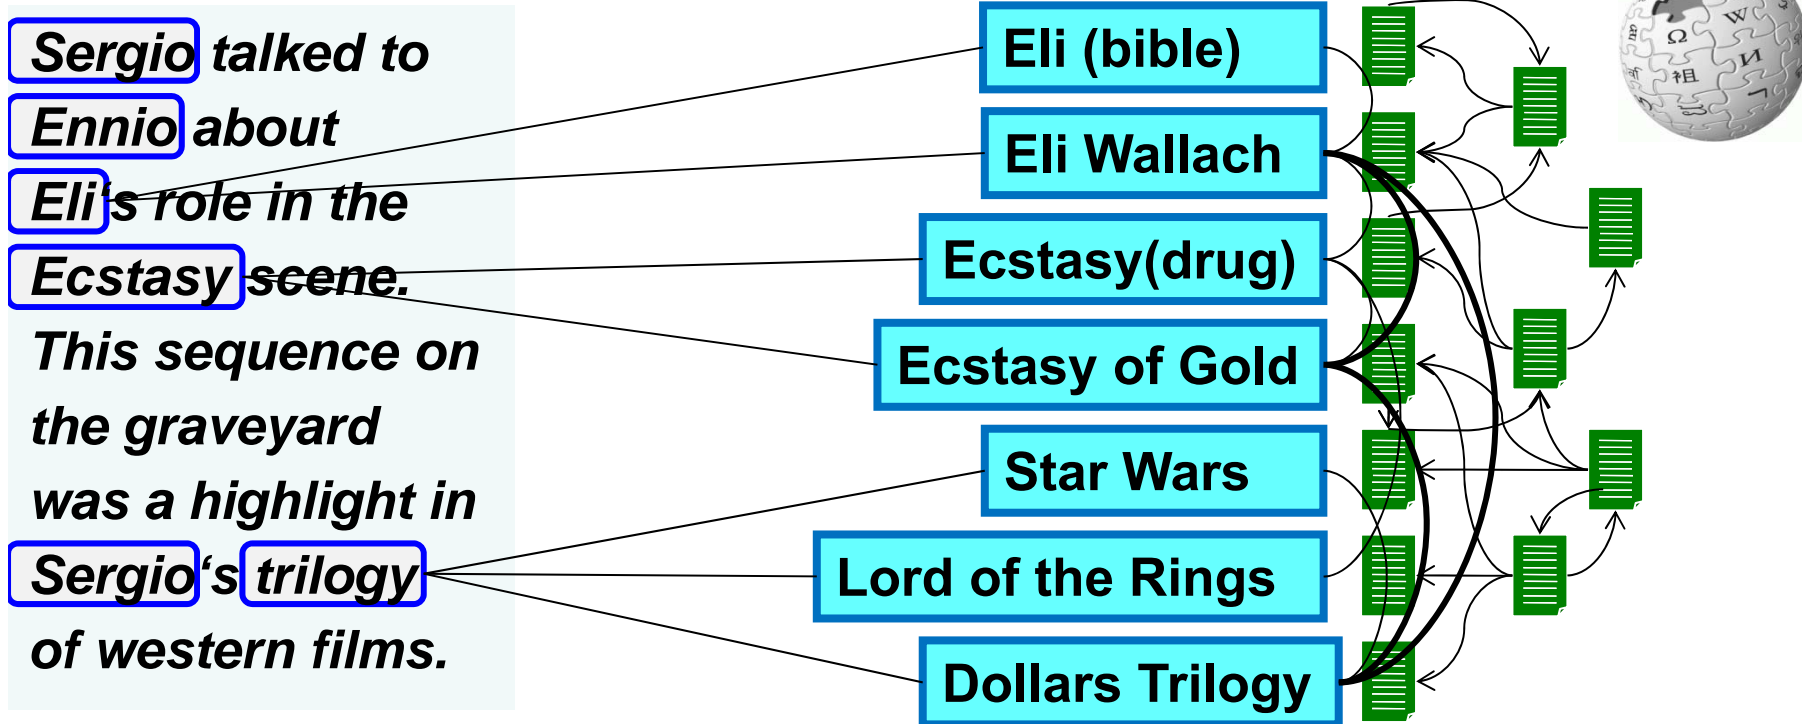 Sergio talked to
Ennio about
Eli‘s role in the
Ecstasy scene.
This sequence on
the graveyard
was a highlight in
Sergio‘s trilogy
of western films.
Eli (bible)
Eli Wallach
Ecstasy(drug)
Ecstasy of Gold
Star Wars
Lord of the Rings
Dollars Trilogy
Ω
W
祖
И